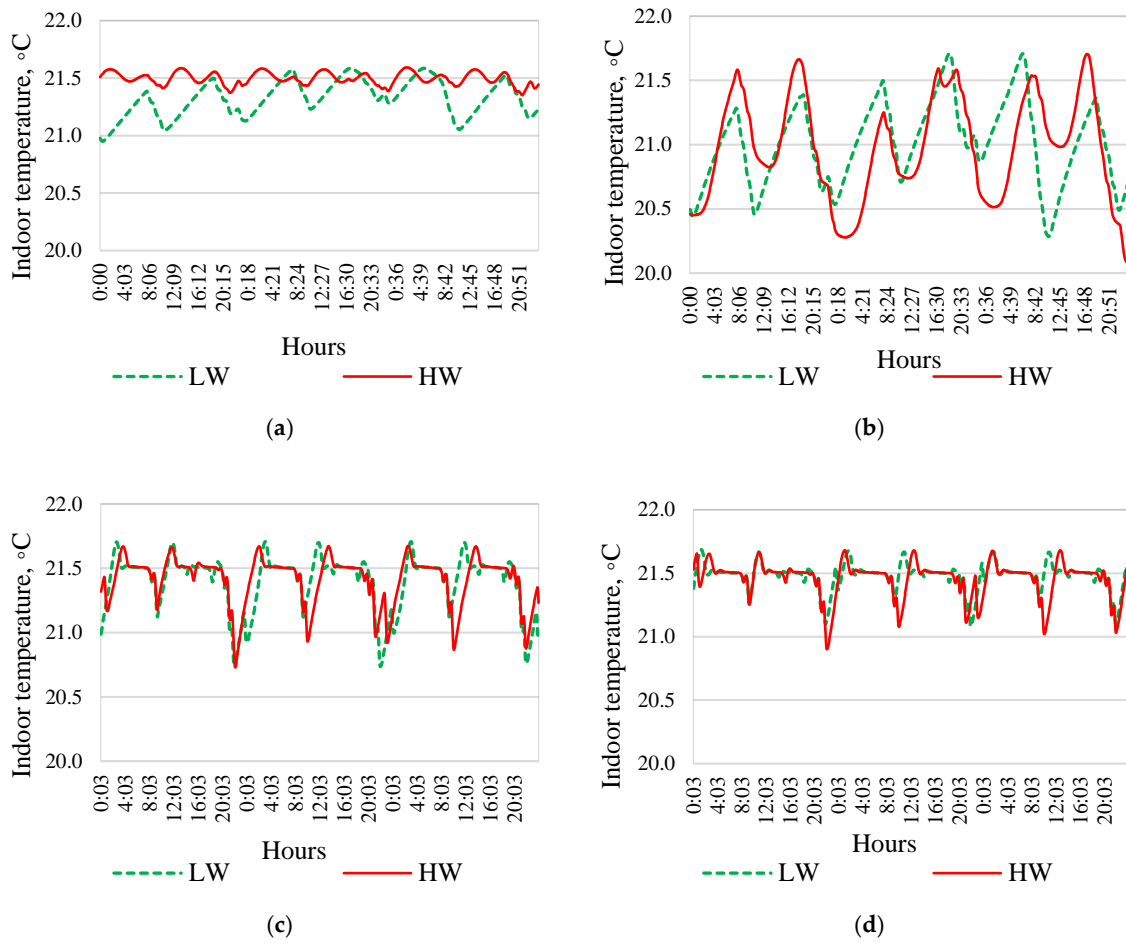 22.0
21.5
21.0
20.5
20.0
Indoor temperature, ◦C
0:00 4:03 8:06 12:09 16:12 20:15 0:18 4:21 8:24 12:27 16:30 20:33 0:36 4:39 8:42 12:45 16:48 20:51
Hours
LW HW
(a)
22.0
21.5
21.0
20.5
20.0
Indoor temperature, ◦C
0:00 4:03 8:06 12:09 16:12 20:15 0:18 4:21 8:24 12:27 16:30 20:33 0:36 4:39 8:42 12:45 16:48 20:51
Hours
LW HW
(b)
22.0
21.5
21.0
20.5
20.0
Indoor temperature, ◦C
0:03 4:03 8:03 12:03 16:03 20:03 0:03 4:03 8:03 12:03 16:03 20:03 0:03 4:03 8:03 12:03 16:03 20:03
Hours
LW HW
(c)
22.0
21.5
21.0
20.5
20.0
Indoor temperature, ◦C
0:03 4:03 8:03 12:03 16:03 20:03 0:03 4:03 8:03 12:03 16:03 20:03 0:03 4:03 8:03 12:03 16:03 20:03
Hours
LW HW
(d)